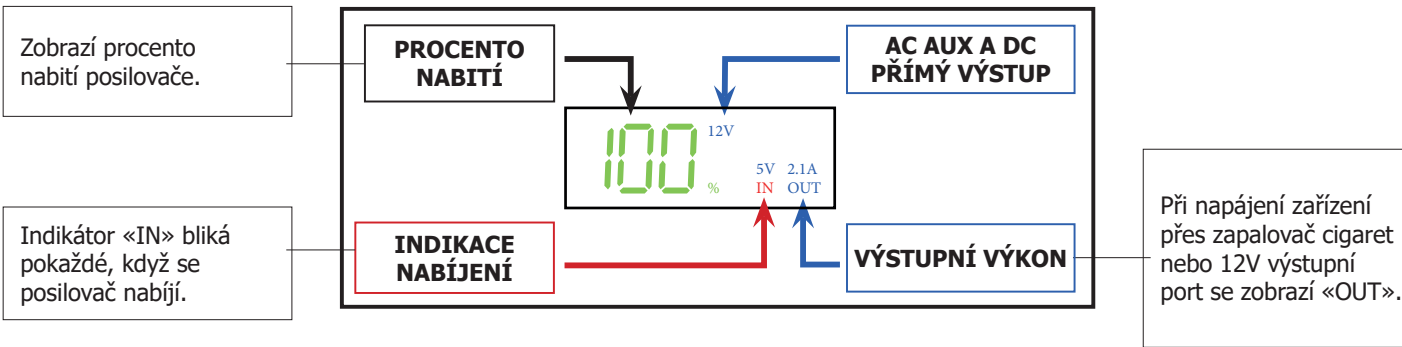 Zobrazí procento
nabití posilovače.
PROCENTO
NABITÍ
AC AUX A DC
PŘÍMÝ VÝSTUP
100
%
12V
5V 2.1A
IN OUT
Indikátor «IN» bliká
pokaždé, když se
posilovač nabíjí.
INDIKACE
NABÍJENÍ
VÝSTUPNÍ VÝKON
Při napájení zařízení
přes zapalovač cigaret
nebo 12V výstupní
port se zobrazí «OUT».